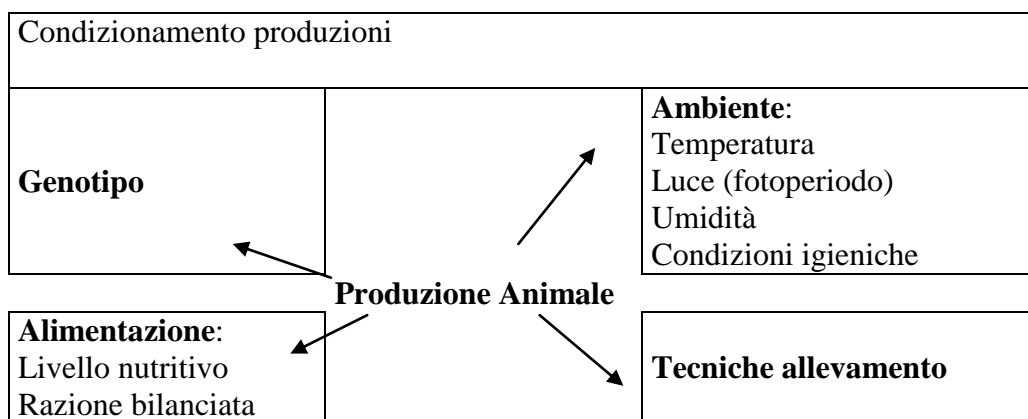 Condizionamento produzioni
Genotipo
Ambiente:
Temperatura
Luce (fotoperiodo)
Umidità
Condizioni igieniche
Produzione Animale
Alimentazione:
Livello nutritivo
Razione bilanciata
Tecniche allevamento